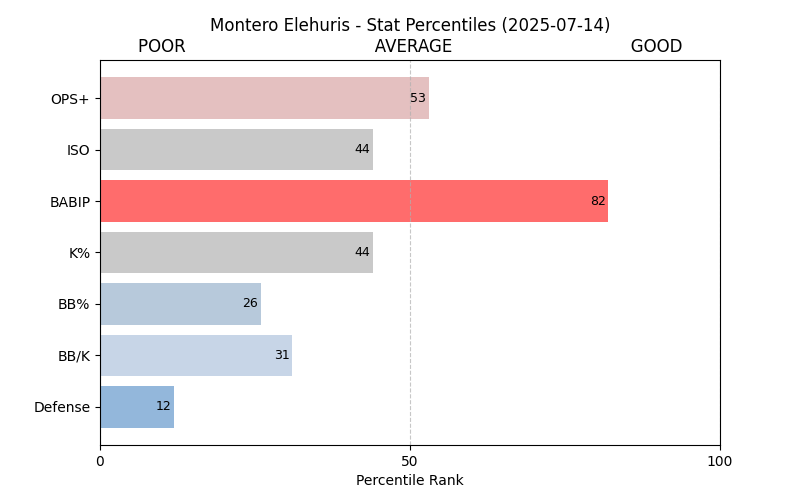 Montero Elehuris - Stat Percentiles (2025-07-14)
POOR AVERAGE GOOD
OPS+ 53
ISO 44
BABIP 82
K% 44
BB% 26
BB/K 31
Defense 12
0 50 100
Percentile Rank